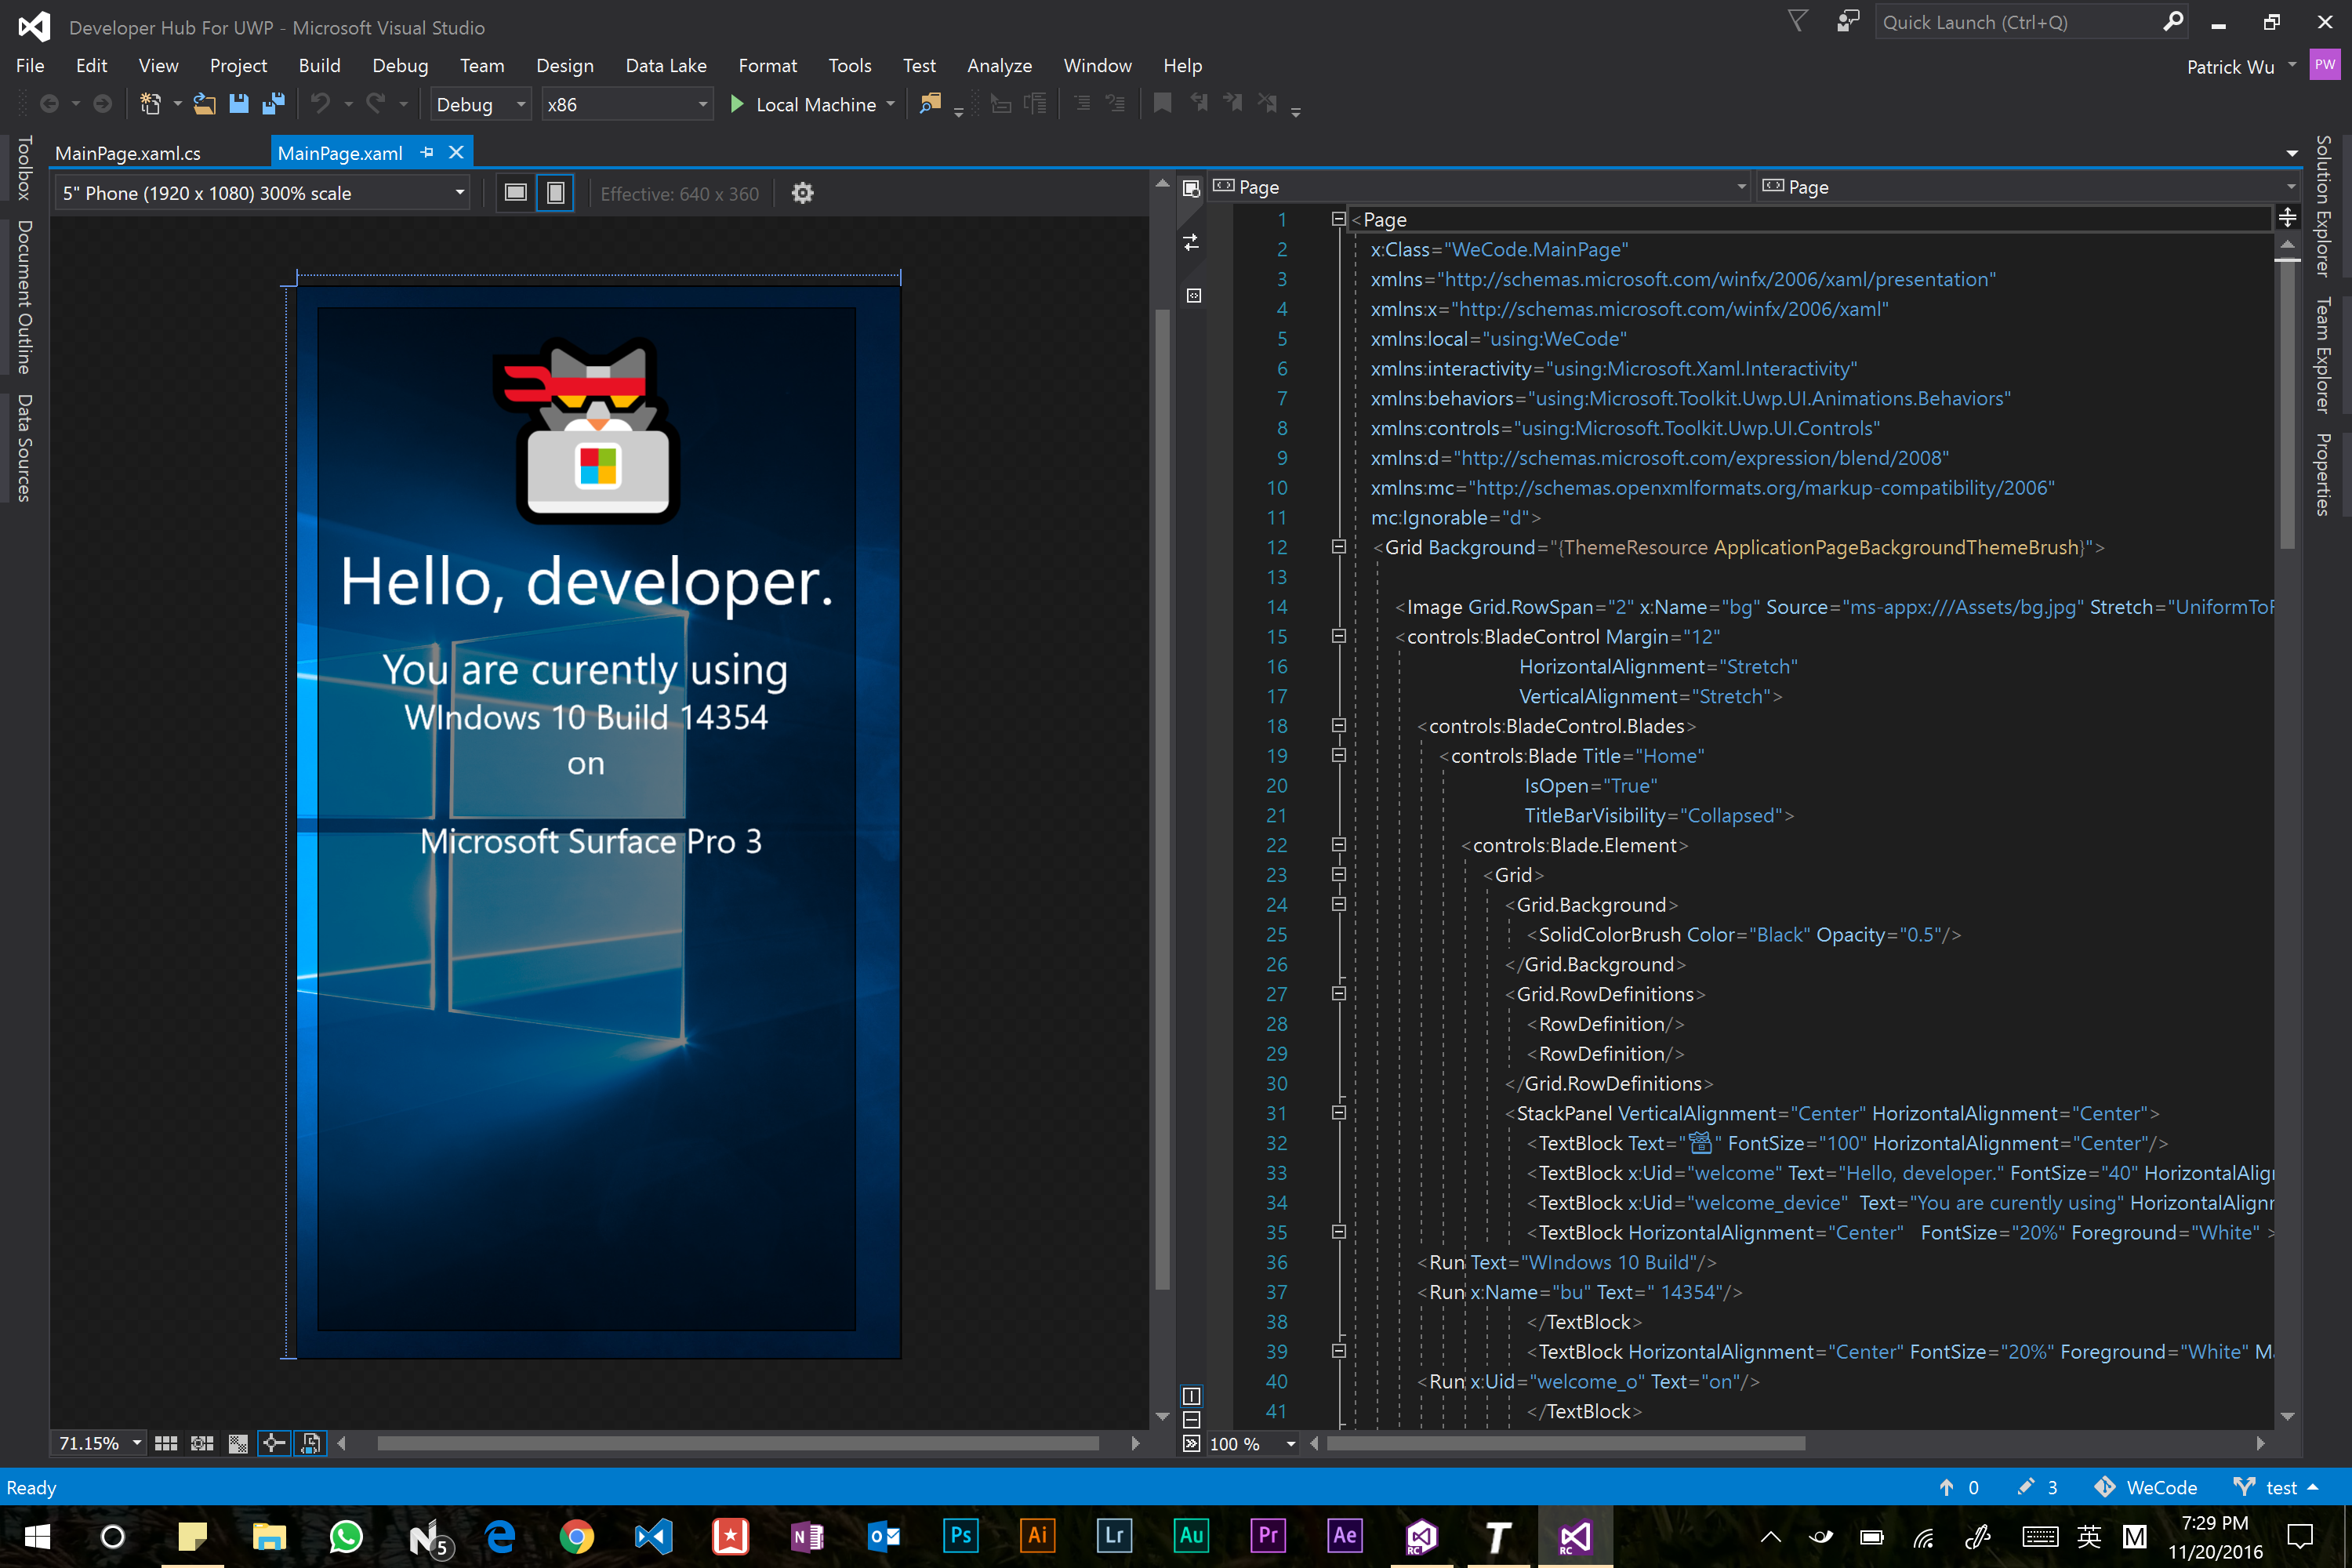 Developer Hub For UWP - Microsoft Visual Studio
Quick Launch (Ctrl+Q)
File Edit View Project Build Debug Team Design Data Lake Format Tools Test Analyze Window Help
Patrick Wu PW
Debug x86 Local Machine
Toolbox
Document Outline
Data Sources
MainPage.xaml.cs MainPage.xaml
5" Phone (1920 x 1080) 300% scale Effective: 640 x 360
Hello, developer.
You are curently using
WIndows 10 Build 14354
on
Microsoft Surface Pro 3
71.15%
Page Page
1 <Page
2 x:Class="WeCode.MainPage"
3 xmlns="http://schemas.microsoft.com/winfx/2006/xaml/presentation"
4 xmlns:x="http://schemas.microsoft.com/winfx/2006/xaml"
5 xmlns:local="using:WeCode"
6 xmlns:interactivity="using:Microsoft.Xaml.Interactivity"
7 xmlns:behaviors="using:Microsoft.Toolkit.Uwp.UI.Animations.Behaviors"
8 xmlns:controls="using:Microsoft.Toolkit.Uwp.UI.Controls"
9 xmlns:d="http://schemas.microsoft.com/expression/blend/2008"
10 xmlns:mc="http://schemas.openxmlformats.org/markup-compatibility/2006"
11 mc:Ignorable="d">
12 <Grid Background="{ThemeResource ApplicationPageBackgroundThemeBrush}">
13
14 <Image Grid.RowSpan="2" x:Name="bg" Source="ms-appx:///Assets/bg.jpg" Stretch="UniformToF
15 <controls:BladeControl Margin="12"
16 HorizontalAlignment="Stretch"
17 VerticalAlignment="Stretch">
18 <controls:BladeControl.Blades>
19 <controls:Blade Title="Home"
20 IsOpen="True"
21 TitleBarVisibility="Collapsed">
22 <controls:Blade.Element>
23 <Grid>
24 <Grid.Background>
25 <SolidColorBrush Color="Black" Opacity="0.5"/>
26 </Grid.Background>
27 <Grid.RowDefinitions>
28 <RowDefinition/>
29 <RowDefinition/>
30 </Grid.RowDefinitions>
31 <StackPanel VerticalAlignment="Center" HorizontalAlignment="Center">
32 <TextBlock Text="" FontSize="100" HorizontalAlignment="Center"/>
33 <TextBlock x:Uid="welcome" Text="Hello, developer." FontSize="40" HorizontalAlig
34 <TextBlock x:Uid="welcome_device" Text="You are curently using" HorizontalAlign
35 <TextBlock HorizontalAlignment="Center" FontSize="20%" Foreground="White" >
36 <Run Text="WIndows 10 Build"/>
37 <Run x:Name="bu" Text=" 14354"/>
38 </TextBlock>
39 <TextBlock HorizontalAlignment="Center" FontSize="20%" Foreground="White" M
40 <Run x:Uid="welcome_o" Text="on"/>
41 </TextBlock>
100 %
Solution Explorer
Team Explorer
Properties
Ready 0 3 WeCode test
5 N Ps Ai Lr Au Pr Ae RC T RC 英 M 7:29 PM
11/20/2016